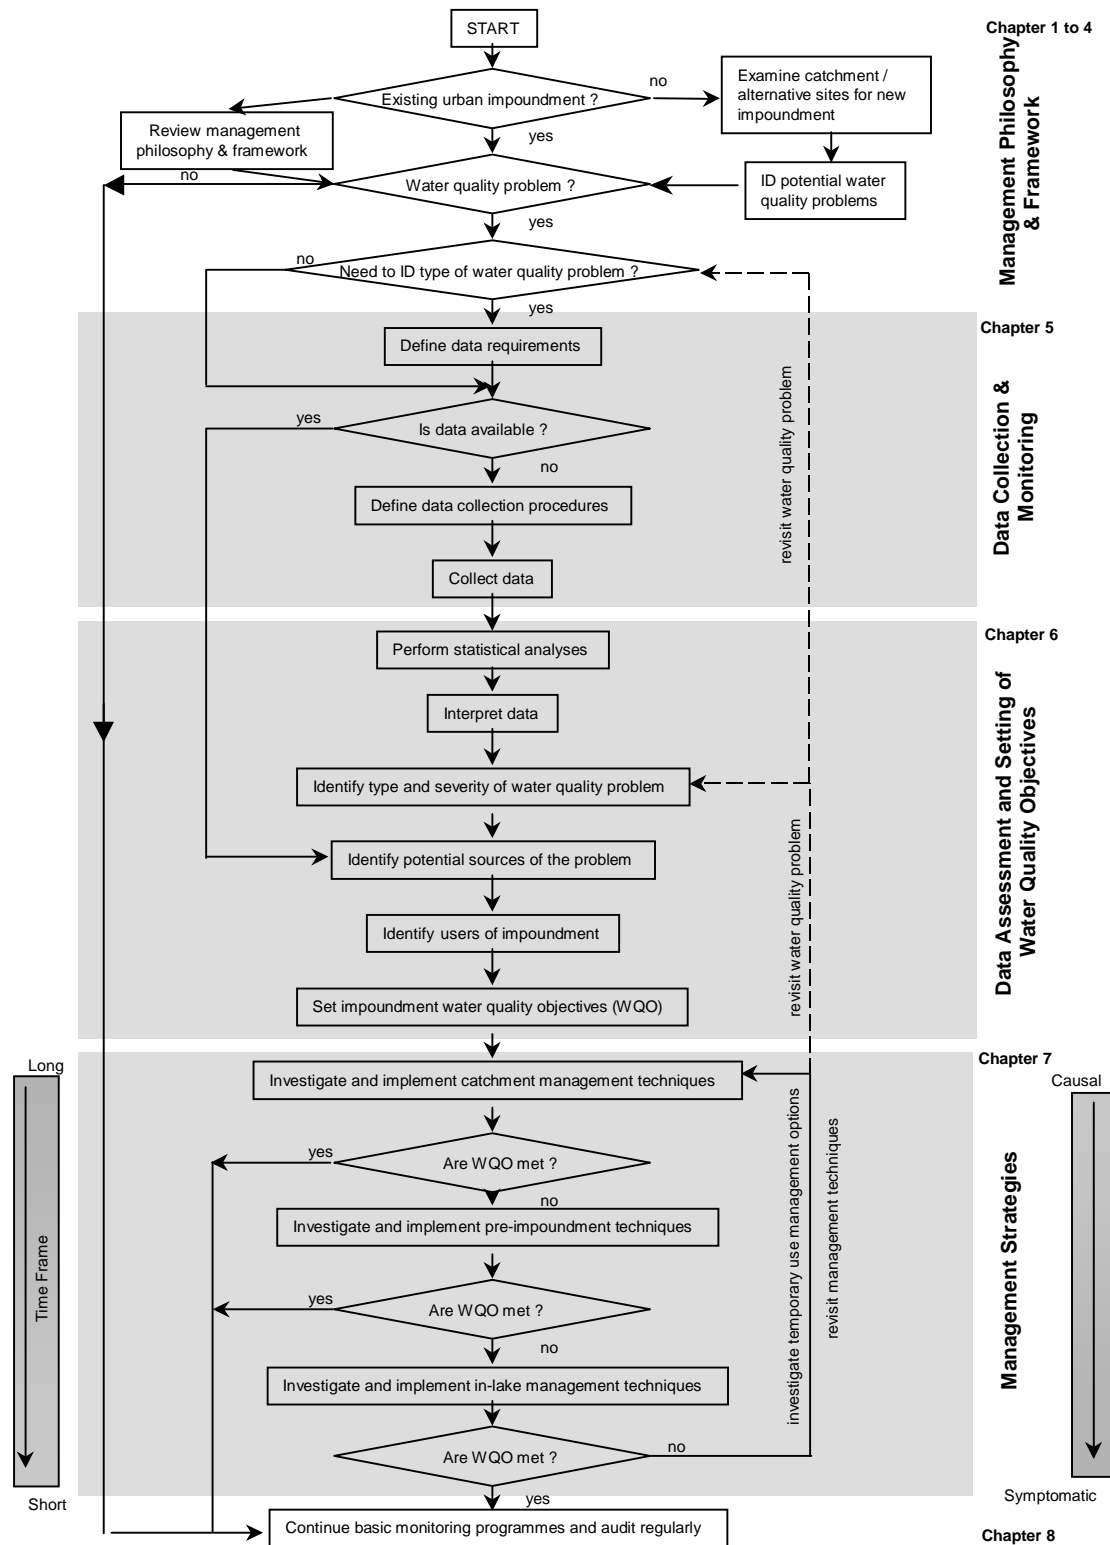 START
Chapter 1 to 4
Management Philosophy
& Framework
Existing urban impoundment ?
no
Examine catchment /
alternative sites for new
impoundment
Review management
philosophy & framework
yes
no
Water quality problem ?
ID potential water
quality problems
yes
no
Need to ID type of water quality problem ?
yes
Chapter 5
Data Collection &
Monitoring
Define data requirements
yes
Is data available ?
no
Define data collection procedures
Collect data
revisit water quality problem
Chapter 6
Data Assessment and Setting of
Water Quality Objectives
Perform statistical analyses
Interpret data
Identify type and severity of water quality problem
Identify potential sources of the problem
Identify users of impoundment
Set impoundment water quality objectives (WQO)
revisit water quality problem
Chapter 7
Management Strategies
Long
Time Frame
Short
Causal
Symptomatic
Investigate and implement catchment management techniques
yes
Are WQO met ?
no
Investigate and implement pre-impoundment techniques
yes
Are WQO met ?
no
Investigate and implement in-lake management techniques
Are WQO met ?
no
investigate temporary use management options
revisit management techniques
yes
Continue basic monitoring programmes and audit regularly
Chapter 8